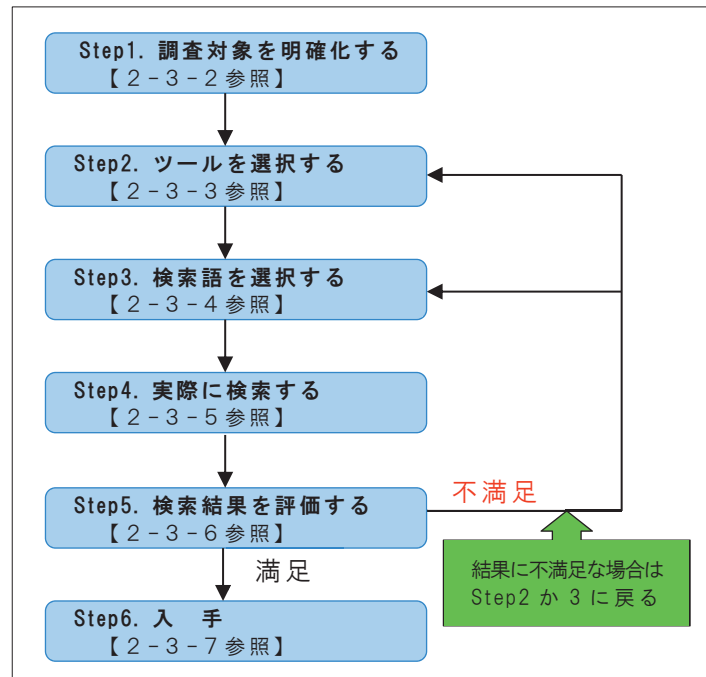 Step1. 調査対象を明確化する
【２-３-２参照】
Step2. ツールを選択する
【２-３-３参照】
Step3. 検索語を選択する
【２-３-４参照】
Step4. 実際に検索する
【２-３-５参照】
Step5. 検索結果を評価する
【２-３-６参照】
不満足
満足
結果に不満足な場合は
Step2 か 3 に戻る
Step6. 入　手
【２-３-７参照】